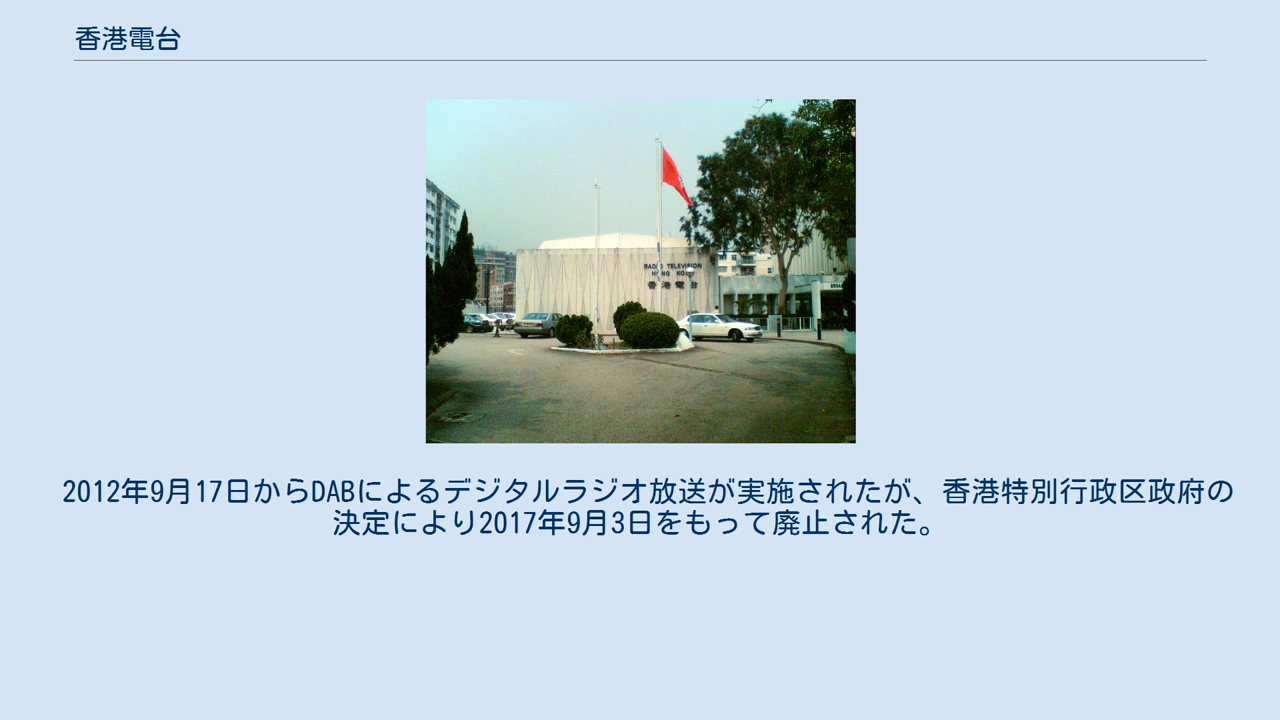 香港電台
RADIO TELEVISION
HONG KONG
香港電台
2012年9月17日からDABによるデジタルラジオ放送が実施されたが、香港特別行政区政府の
決定により2017年9月3日をもって廃止された。